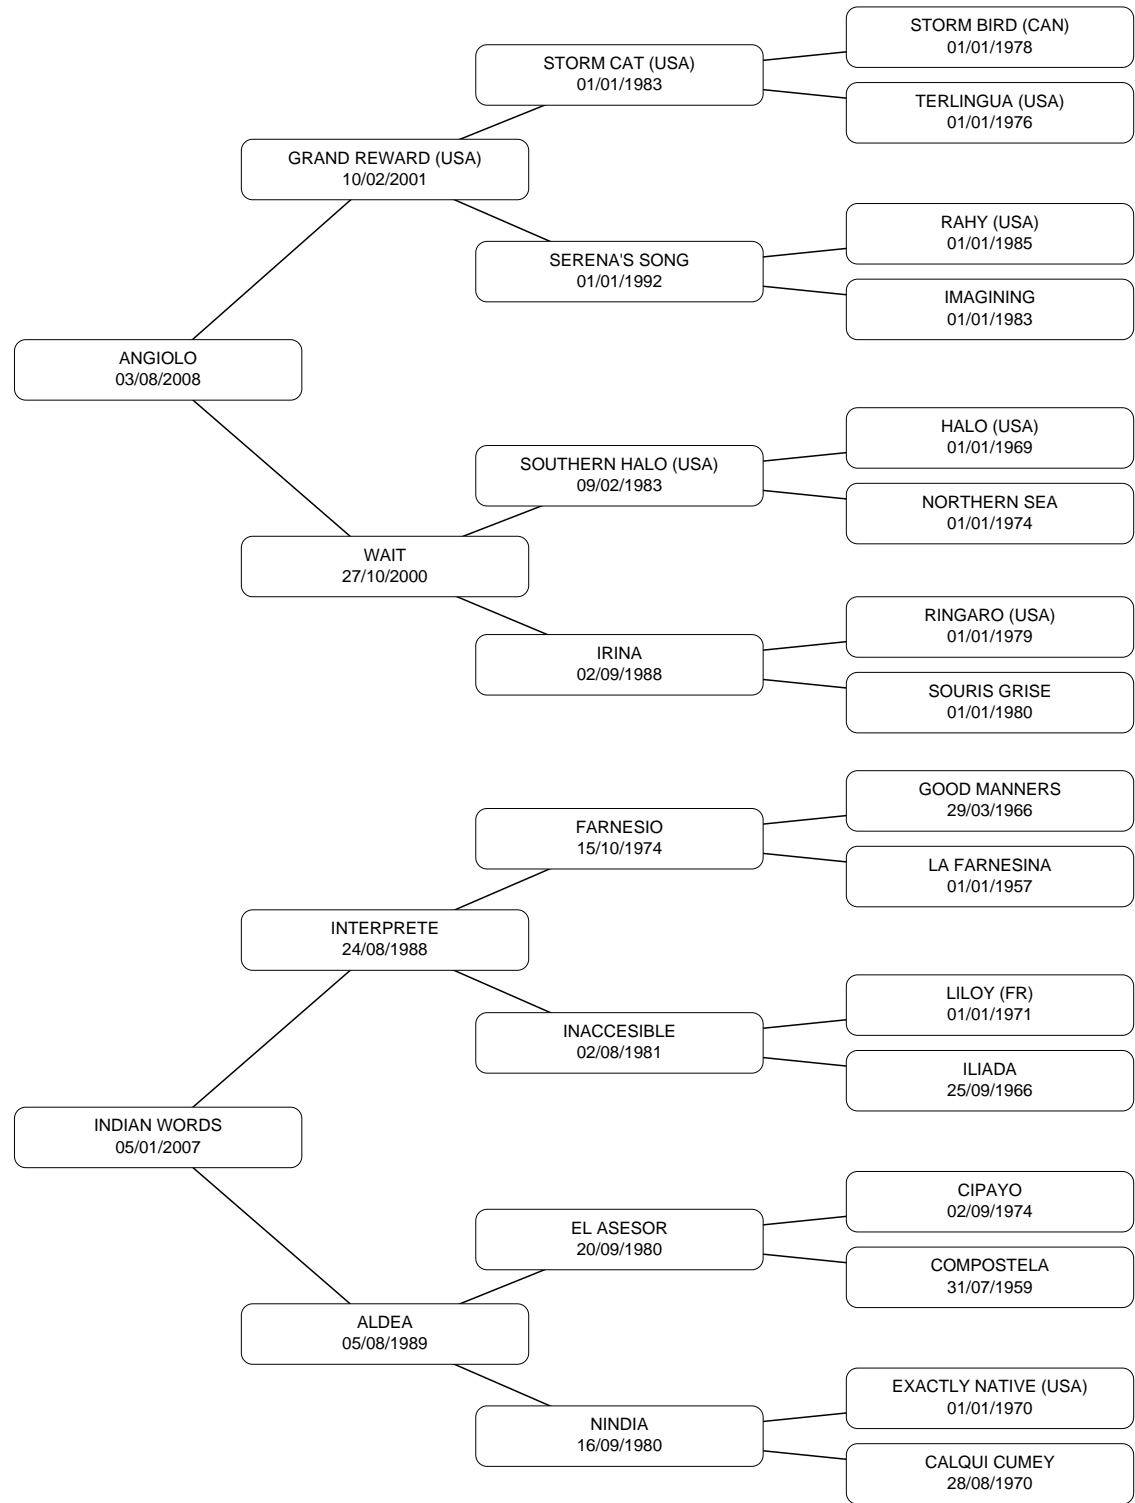 STORM BIRD (CAN)
01/01/1978
STORM CAT (USA)
01/01/1983
TERLINGUA (USA)
01/01/1976
GRAND REWARD (USA)
10/02/2001
RAHY (USA)
01/01/1985
SERENA'S SONG
01/01/1992
IMAGINING
01/01/1983
ANGIOLO
03/08/2008
HALO (USA)
01/01/1969
SOUTHERN HALO (USA)
09/02/1983
NORTHERN SEA
01/01/1974
WAIT
27/10/2000
RINGARO (USA)
01/01/1979
IRINA
02/09/1988
SOURIS GRISE
01/01/1980
GOOD MANNERS
29/03/1966
FARNESIO
15/10/1974
LA FARNESINA
01/01/1957
INTERPRETE
24/08/1988
LILOY (FR)
01/01/1971
INACCESIBLE
02/08/1981
ILIADA
25/09/1966
INDIAN WORDS
05/01/2007
CIPAYO
02/09/1974
EL ASESOR
20/09/1980
COMPOSTELA
31/07/1959
ALDEA
05/08/1989
EXACTLY NATIVE (USA)
01/01/1970
NINDIA
16/09/1980
CALQUI CUMEY
28/08/1970